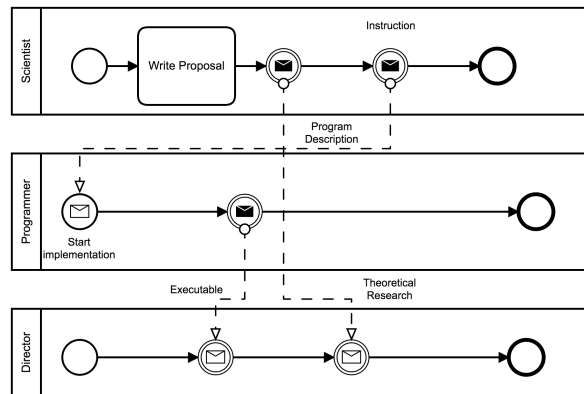 Scientist
Instruction
Write Proposal
Program
Description
Programmer
Start
implementation
Executable
Theoretical
Research
Director